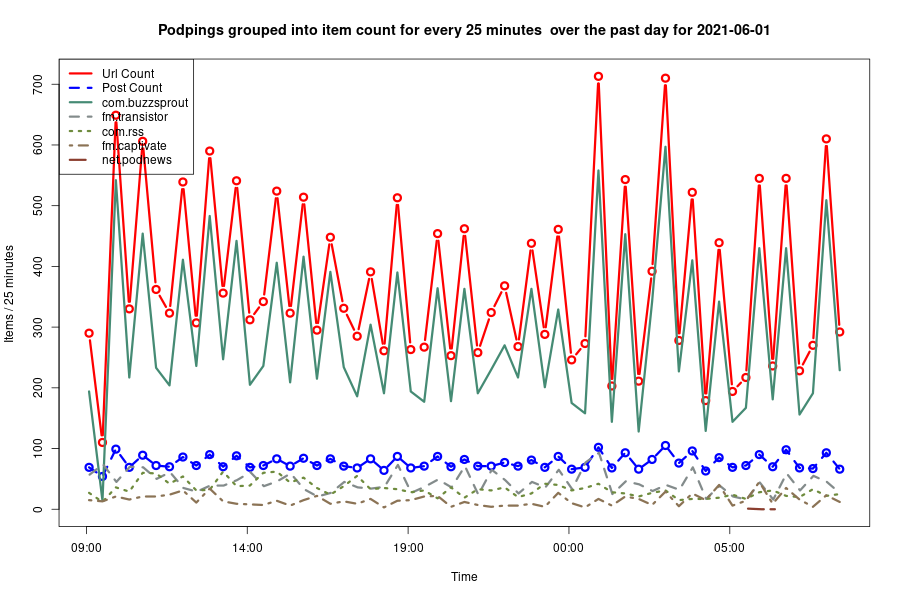 Podpings grouped into item count for every 25 minutes  over the past day for 2021-06-01
Url Count
Post Count
com.buzzsprout
fm.transistor
com.rss
fm.captivate
net.podnews
Items / 25 minutes
700
600
500
400
300
200
100
0
09:00
14:00
19:00
00:00
05:00
Time